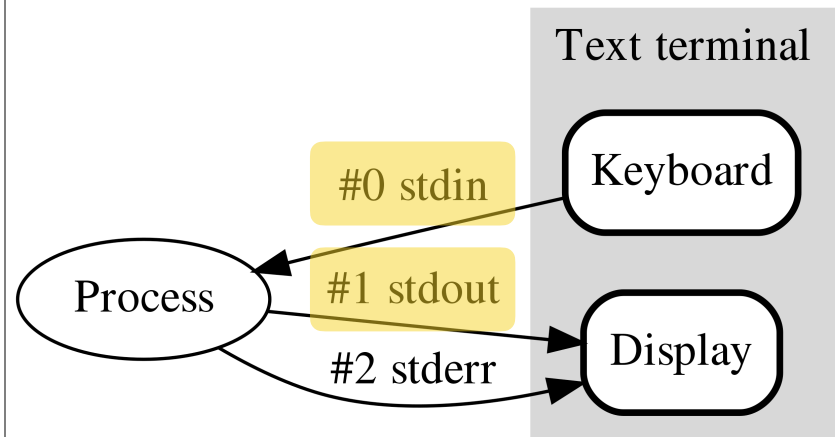 Text terminal
Keyboard
#0 stdin
Process
#1 stdout
Display
#2 stderr